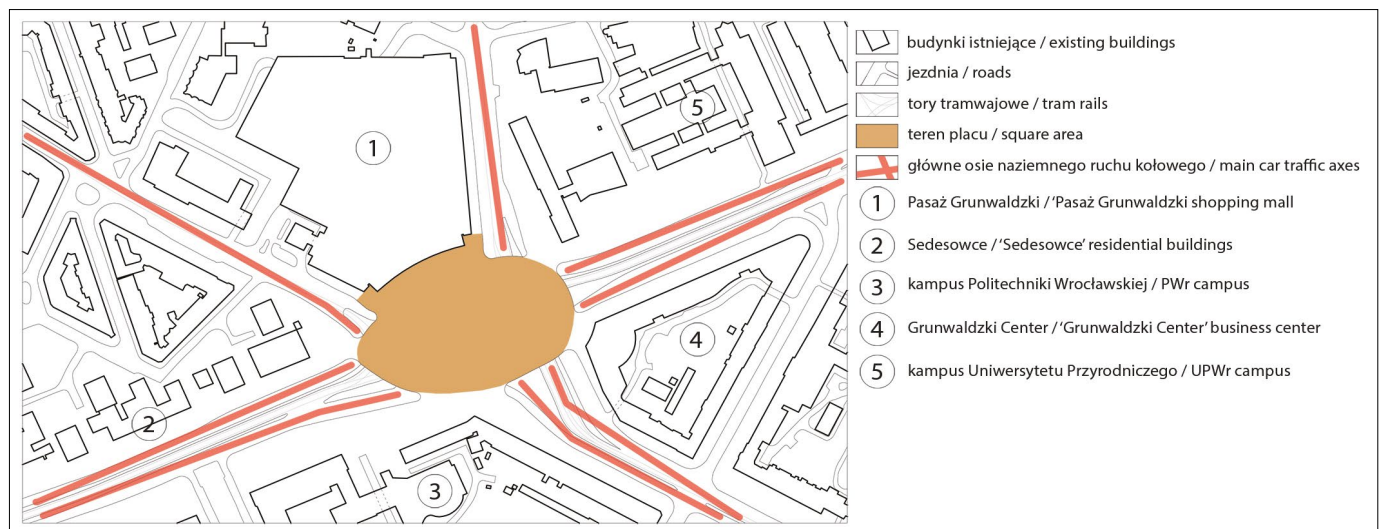 1
5
4
2
3
budynki istniejące / existing buildings
jezdnia / roads
tory tramwajowe / tram rails
teren placu / square area
główne osie naziemnego ruchu kołowego / main car traffic axes
1 Pasaż Grunwaldzki / ‘Pasaż Grunwaldzki shopping mall
2 Sedesowce / ‘Sedesowce’ residential buildings
3 kampus Politechniki Wrocławskiej / PWr campus
4 Grunwaldzki Center / ‘Grunwaldzki Center’ business center
5 kampus Uniwersytetu Przyrodniczego / UPWr campus